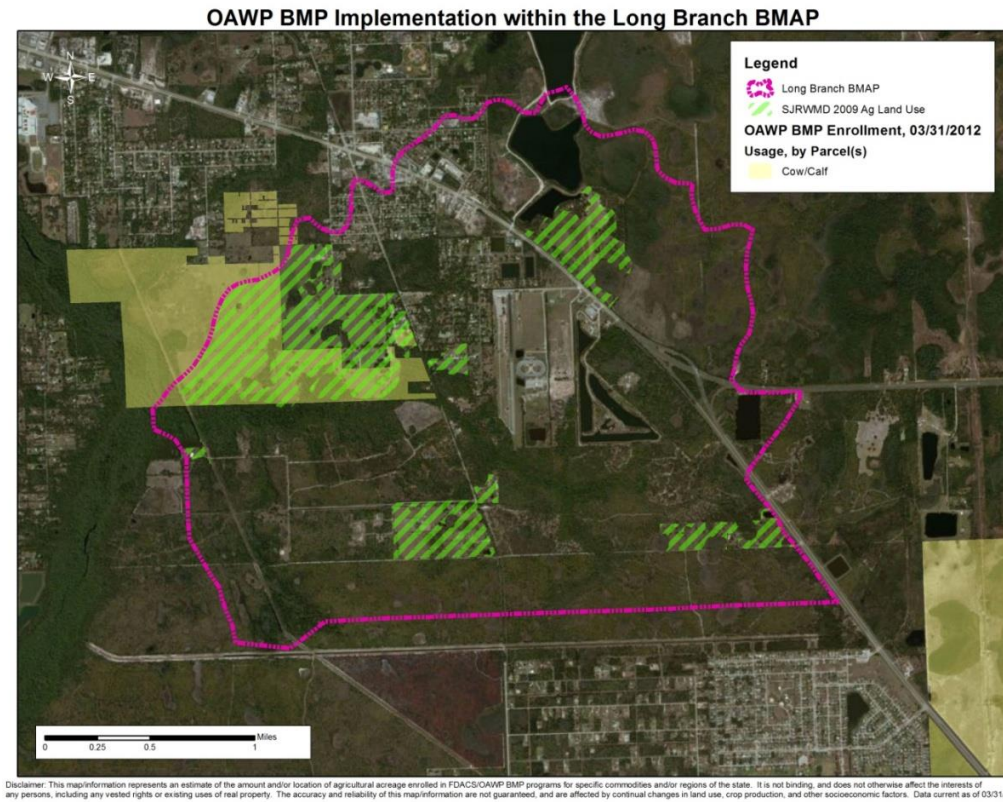 OAWP BMP Implementation within the Long Branch BMAP
N
W E
S
Legend
Long Branch BMAP
SJRWMD 2009 Ag Land Use
OAWP BMP Enrollment, 03/31/2012
Usage, by Parcel(s)
Cow/Calf
Miles
0 0.25 0.5 1
Disclaimer: This map/information represents an estimate of the amount and/or location of agricultural acreage enrolled in FDACS/OAWP BMP programs for specific commodities and/or regions of the state. It is not binding, and does not otherwise affect the interests of
any persons, including any vested rights or existing uses of real property. The accuracy and reliability of this map/information are not guaranteed, and are affected by continual changes in land use, crop production, and other socioeconomic factors. Data current as of 03/31